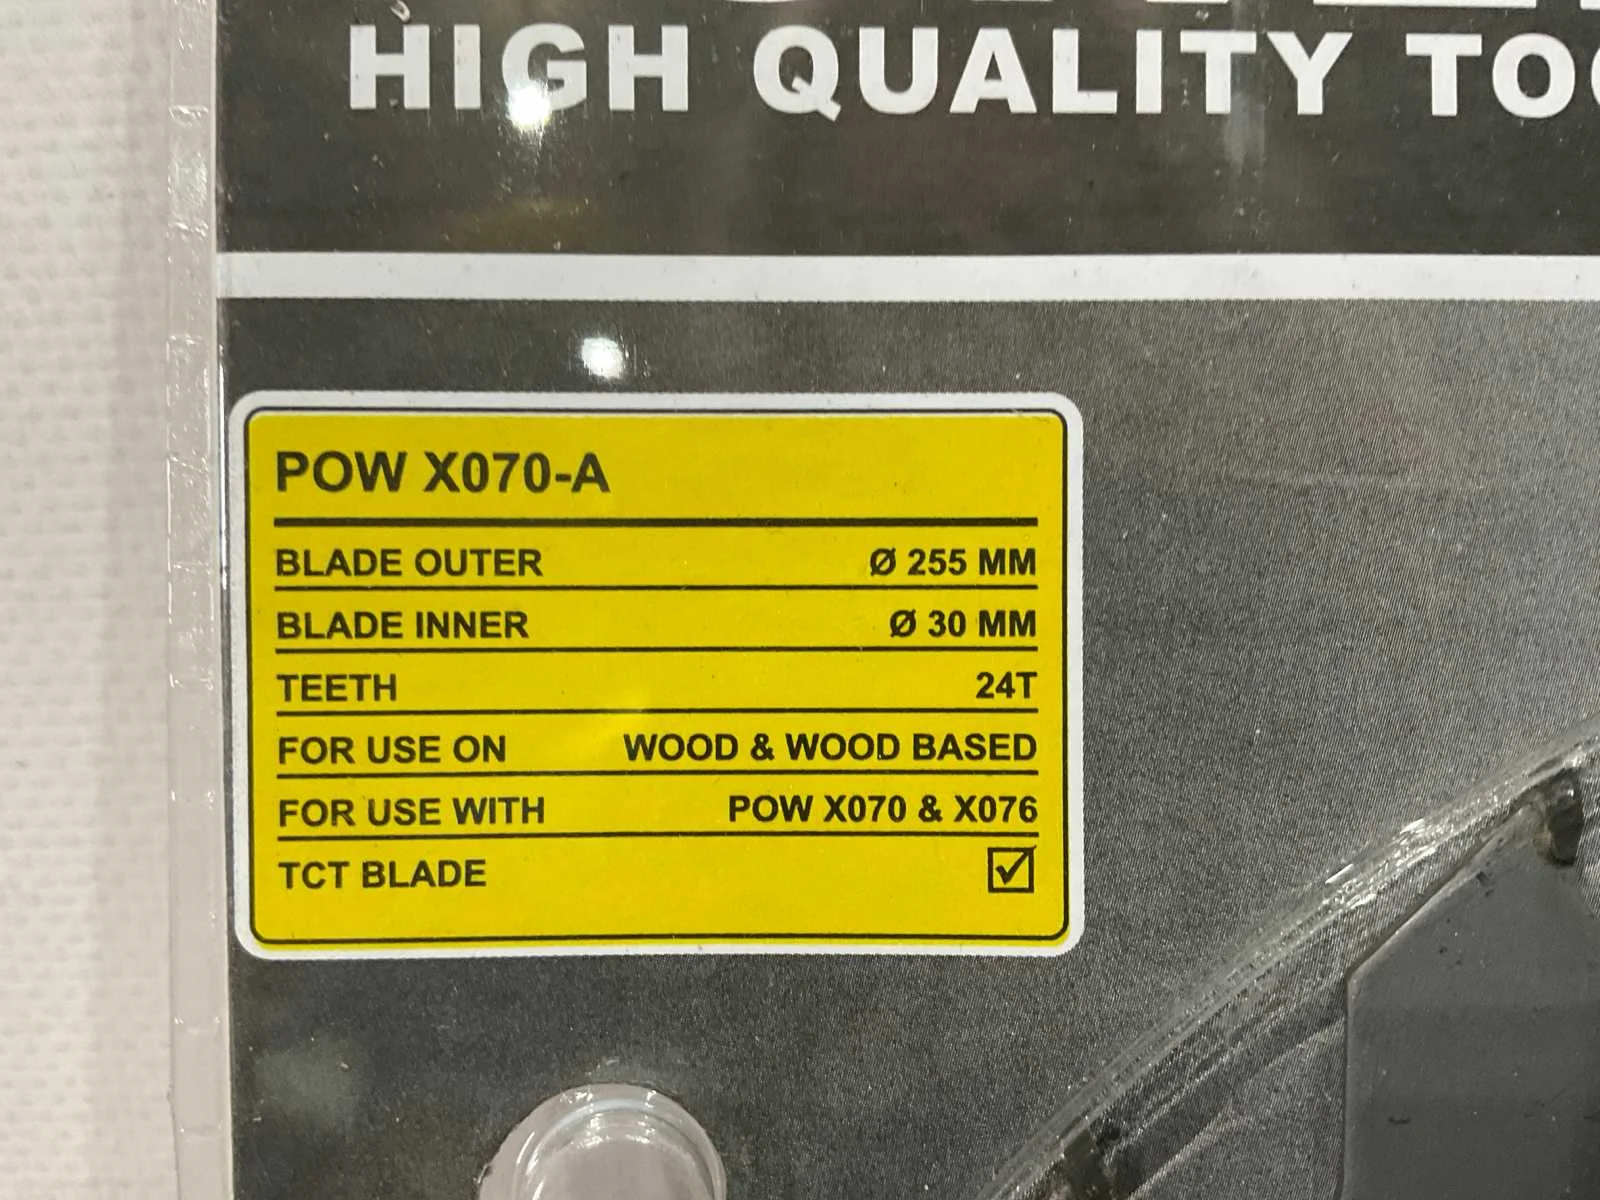 HIGH QUALITY
POW X070-A
BLADE OUTER Ø 255 MM
BLADE INNER Ø 30 MM
TEETH 24T
FOR USE ON WOOD & WOOD BASED
FOR USE WITH POW X070 & X076
TCT BLADE ☑